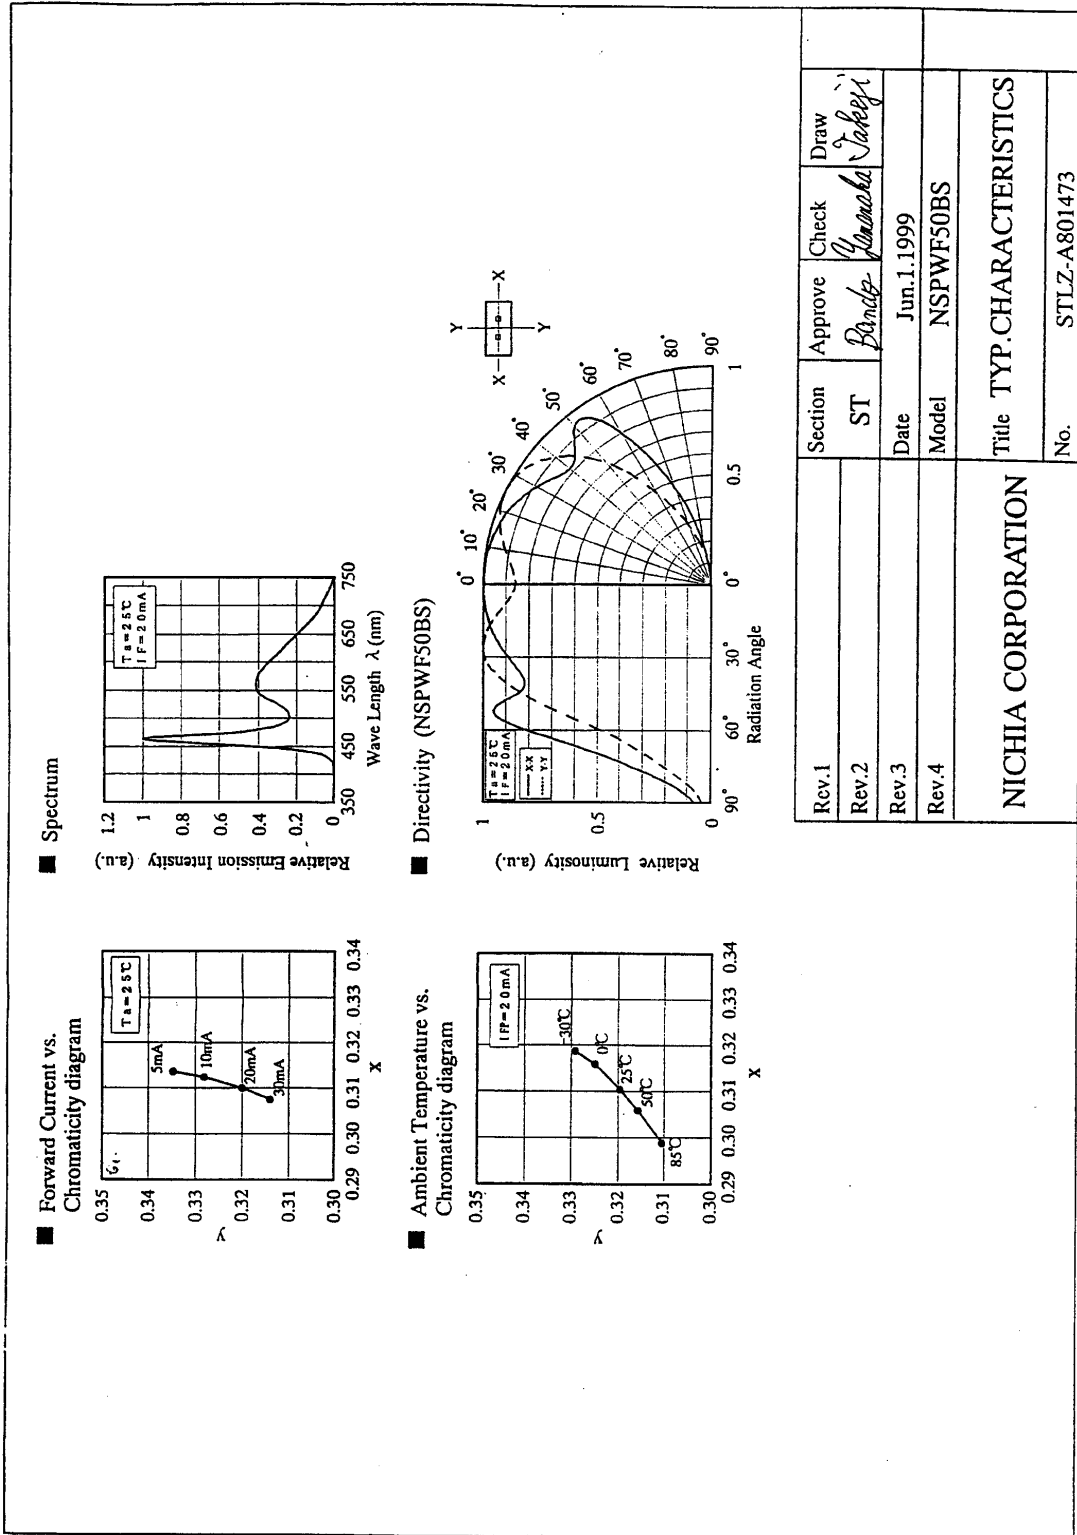 ■ Forward Current vs.
Chromaticity diagram
Ta=25℃
5mA
10mA
20mA
30mA
y
0.35
0.34
0.33
0.32
0.31
0.30
0.29 0.30 0.31 0.32 0.33 0.34
x
■ Spectrum
Ta=25℃
IF=20mA
Relative Emission Intensity (a.u.)
1.2
1
0.8
0.6
0.4
0.2
0
350 450 550 650 750
Wave Length λ (nm)
■ Ambient Temperature vs.
Chromaticity diagram
IFP=20mA
-30℃
0℃
25℃
50℃
85℃
y
0.35
0.34
0.33
0.32
0.31
0.30
0.29 0.30 0.31 0.32 0.33 0.34
x
■ Directivity (NSPWF50BS)
Ta=25℃
IF=20mA
X-X
Y-Y
Relative Luminosity (a.u.)
1
0.5
0
0° 10° 20° 30° 40° 50° 60° 70° 80° 90°
90° 60° 30° 0° 0.5 1
Radiation Angle
Y
X X
Y
Rev.1
Rev.2
Rev.3
Rev.4
NICHIA CORPORATION
Section Approve Check Draw
ST Bando Yamanaka Takeji
Date Jun.1.1999
Model NSPWF50BS
Title TYP.CHARACTERISTICS
No. STLZ-A801473